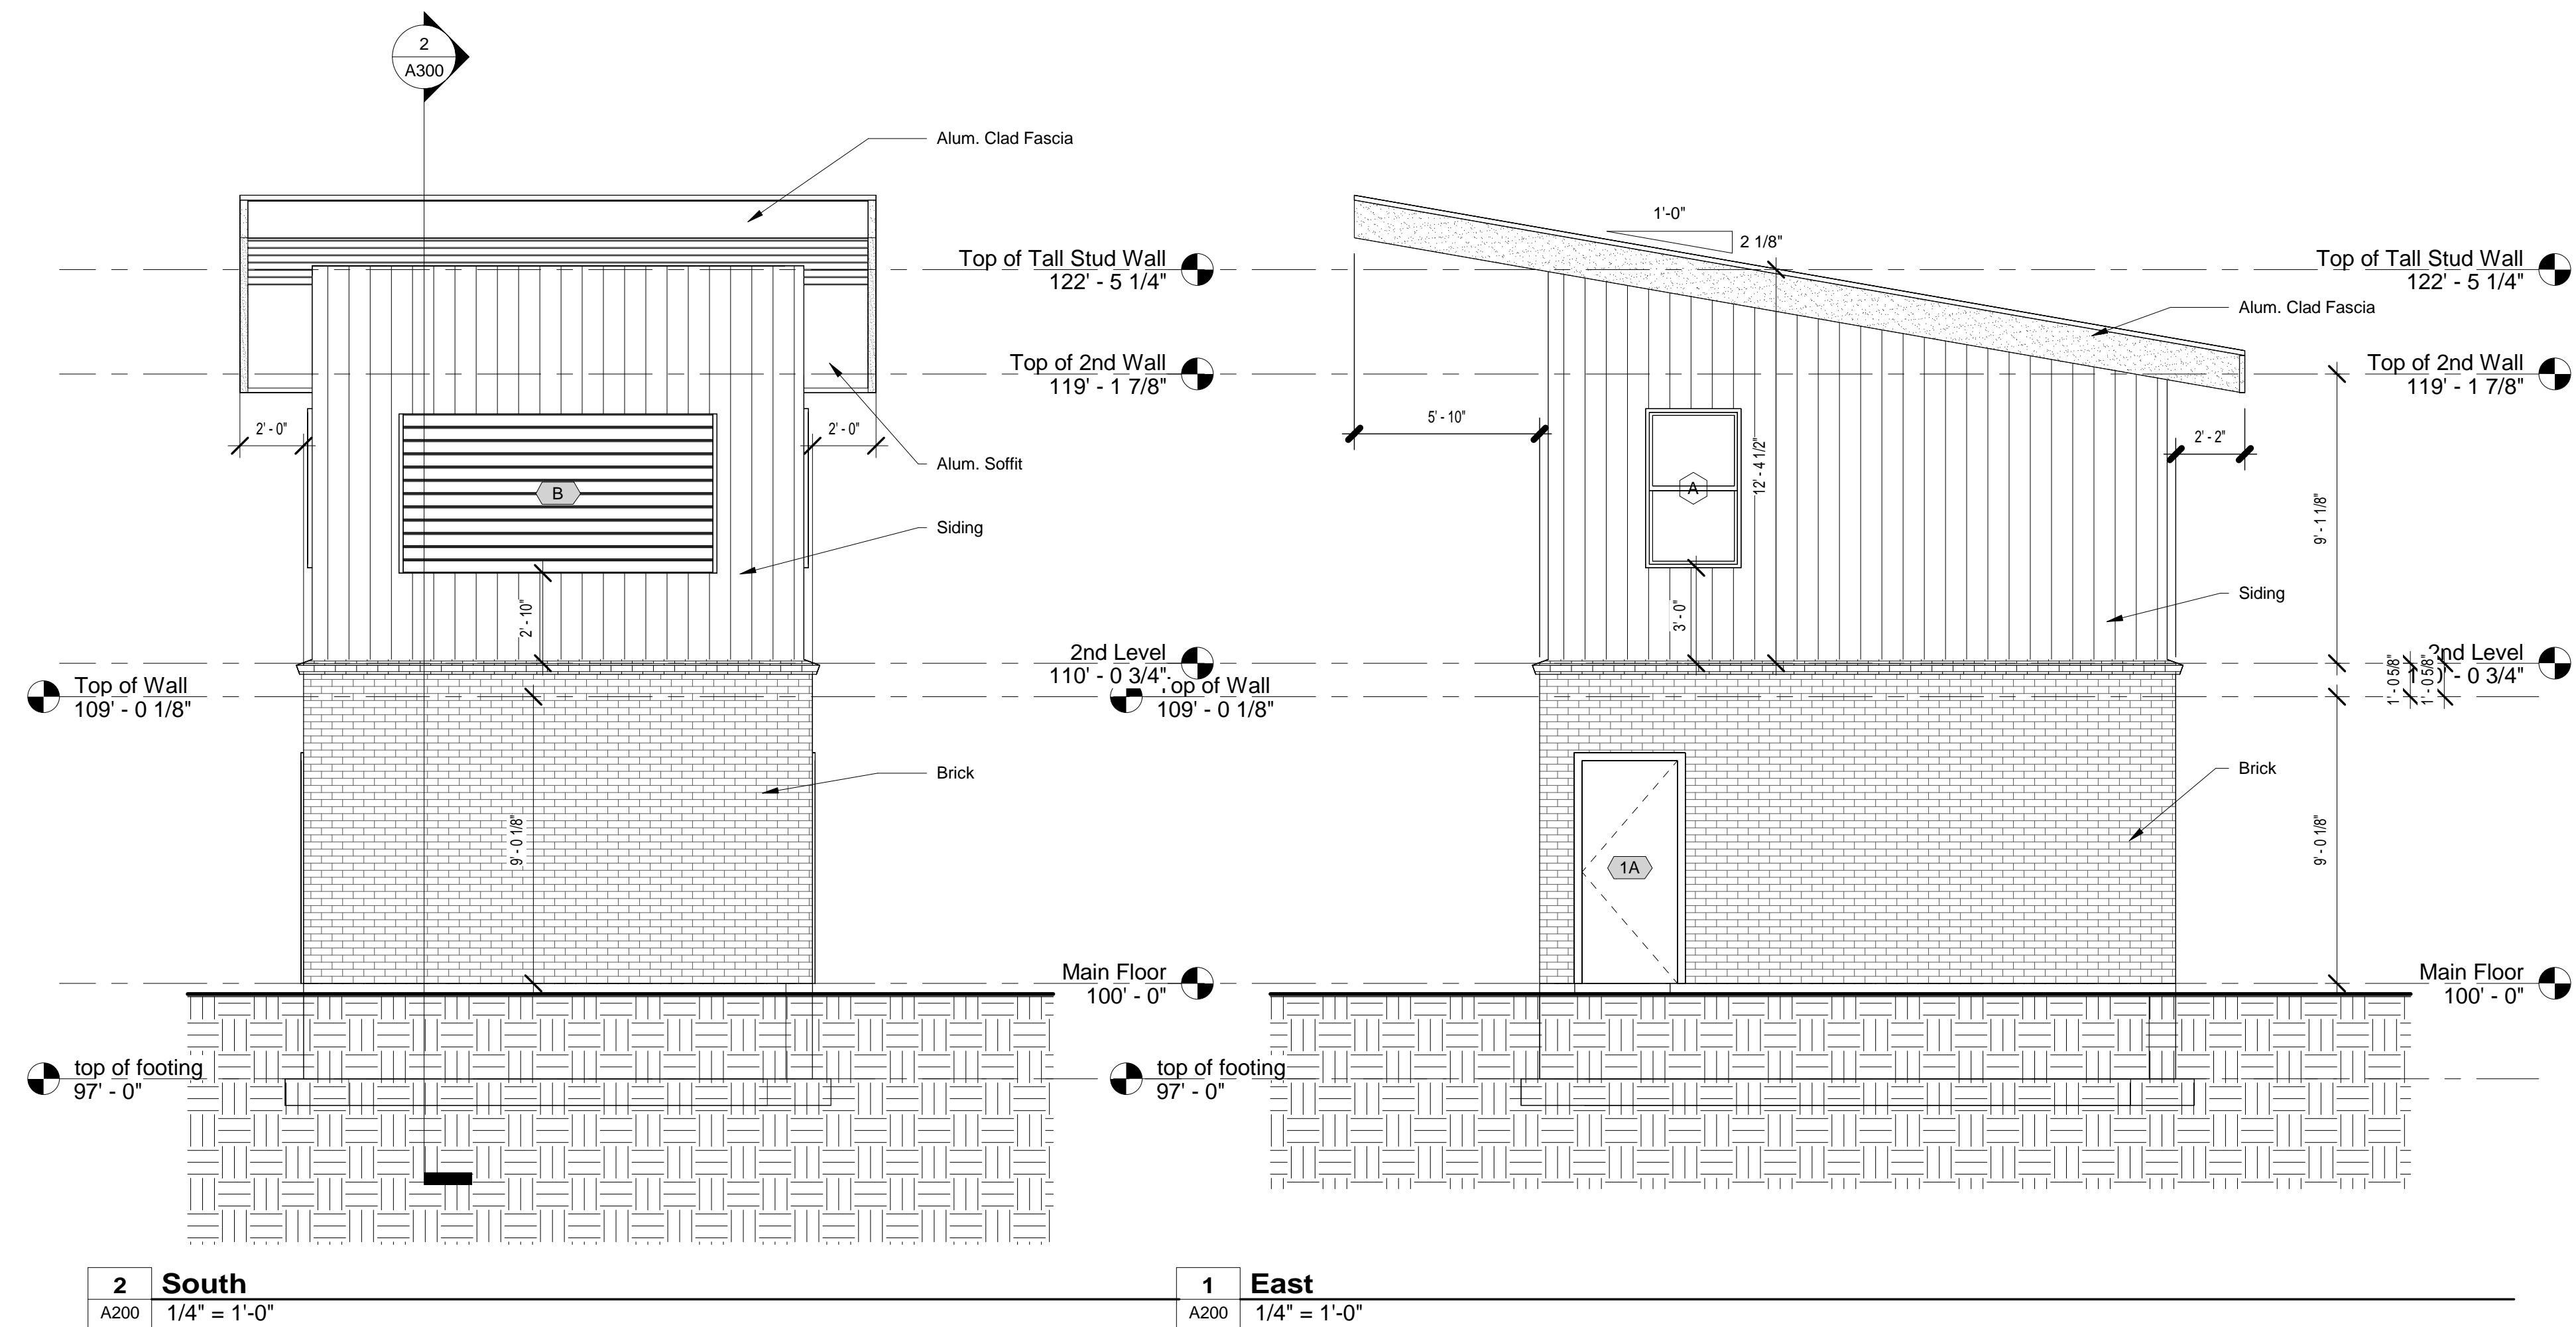 2
A300
Alum. Clad Fascia
Top of Tall Stud Wall
122' - 5 1/4"
Top of 2nd Wall
119' - 1 7/8"
2' - 0"
2' - 0"
Alum. Soffit
B
Siding
2' - 10"
2nd Level
110' - 0 3/4"
Top of Wall
109' - 0 1/8"
Top of Wall
109' - 0 1/8"
Brick
9' - 0 1/8"
Main Floor
100' - 0"
top of footing
97' - 0"
top of footing
97' - 0"
2 South
A200 1/4" = 1'-0"
1'-0"
2 1/8"
Top of Tall Stud Wall
122' - 5 1/4"
Alum. Clad Fascia
Top of 2nd Wall
119' - 1 7/8"
5' - 10"
2' - 2"
12' - 4 1/2"
A
9' - 1 1/8"
3' - 0"
Siding
2nd Level
110' - 0 3/4"
1' - 0 5/8"
1' - 0 5/8"
Brick
9' - 0 1/8"
1A
Main Floor
100' - 0"
1 East
A200 1/4" = 1'-0"